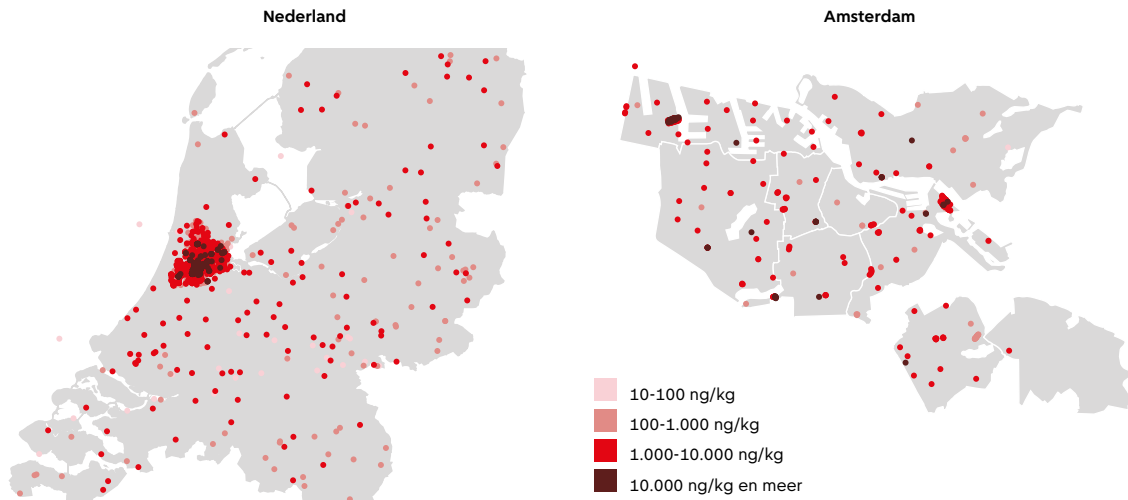 Nederland
Amsterdam
10-100 ng/kg
100-1.000 ng/kg
1.000-10.000 ng/kg
10.000 ng/kg en meer